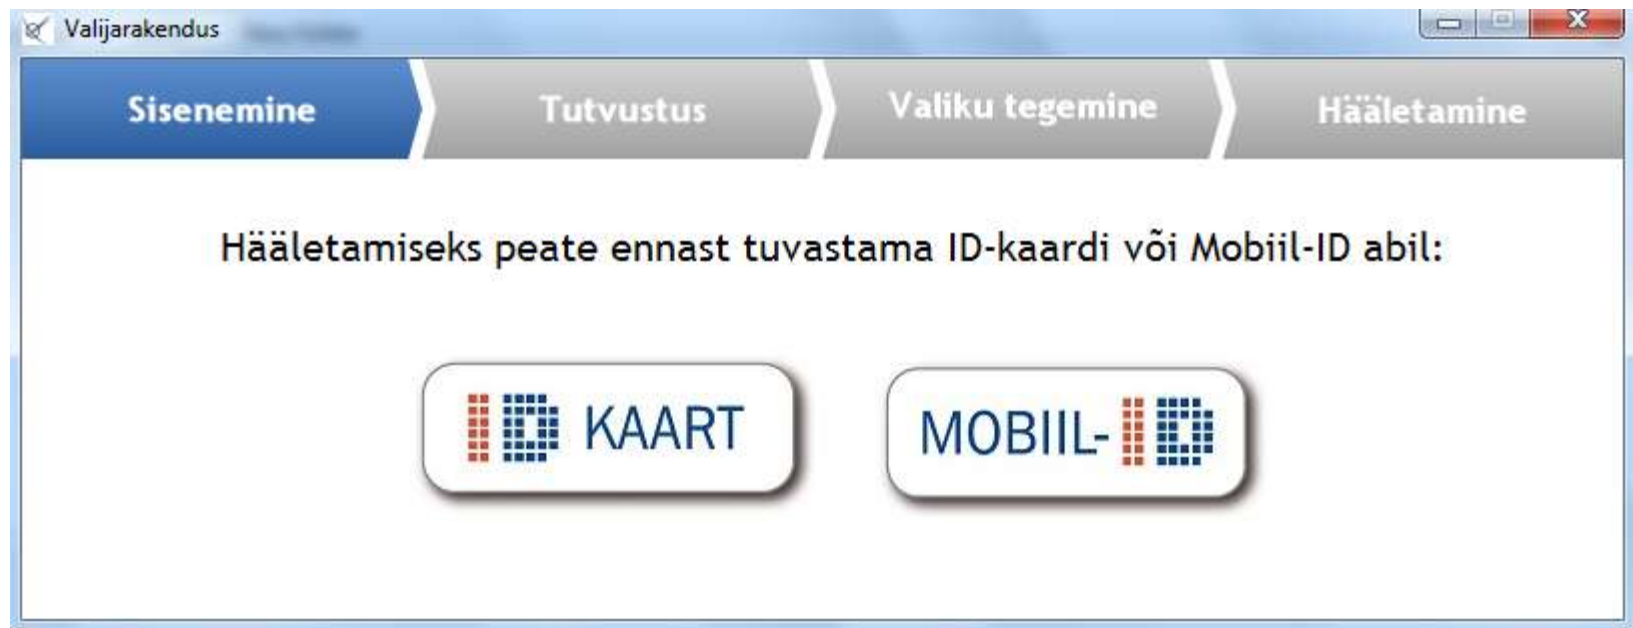 Valijarakendus
Sisenemine
Tutvustus
Valiku tegemine
Hääletamine
Hääletamiseks peate ennast tuvastama ID-kaardi või Mobiil-ID abil:
ID KAART
MOBIIL-ID